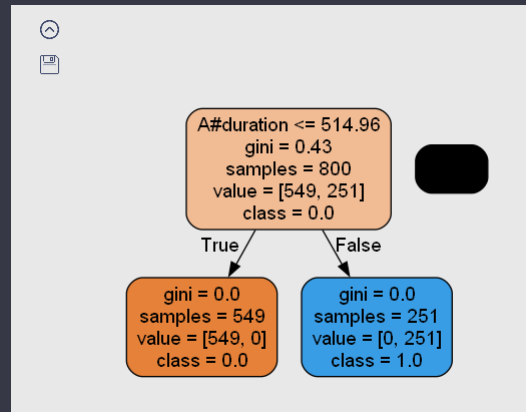 A#duration <= 514.96
gini = 0.43
samples = 800
value = [549, 251]
class = 0.0
True
False
gini = 0.0
samples = 549
value = [549, 0]
class = 0.0
gini = 0.0
samples = 251
value = [0, 251]
class = 1.0